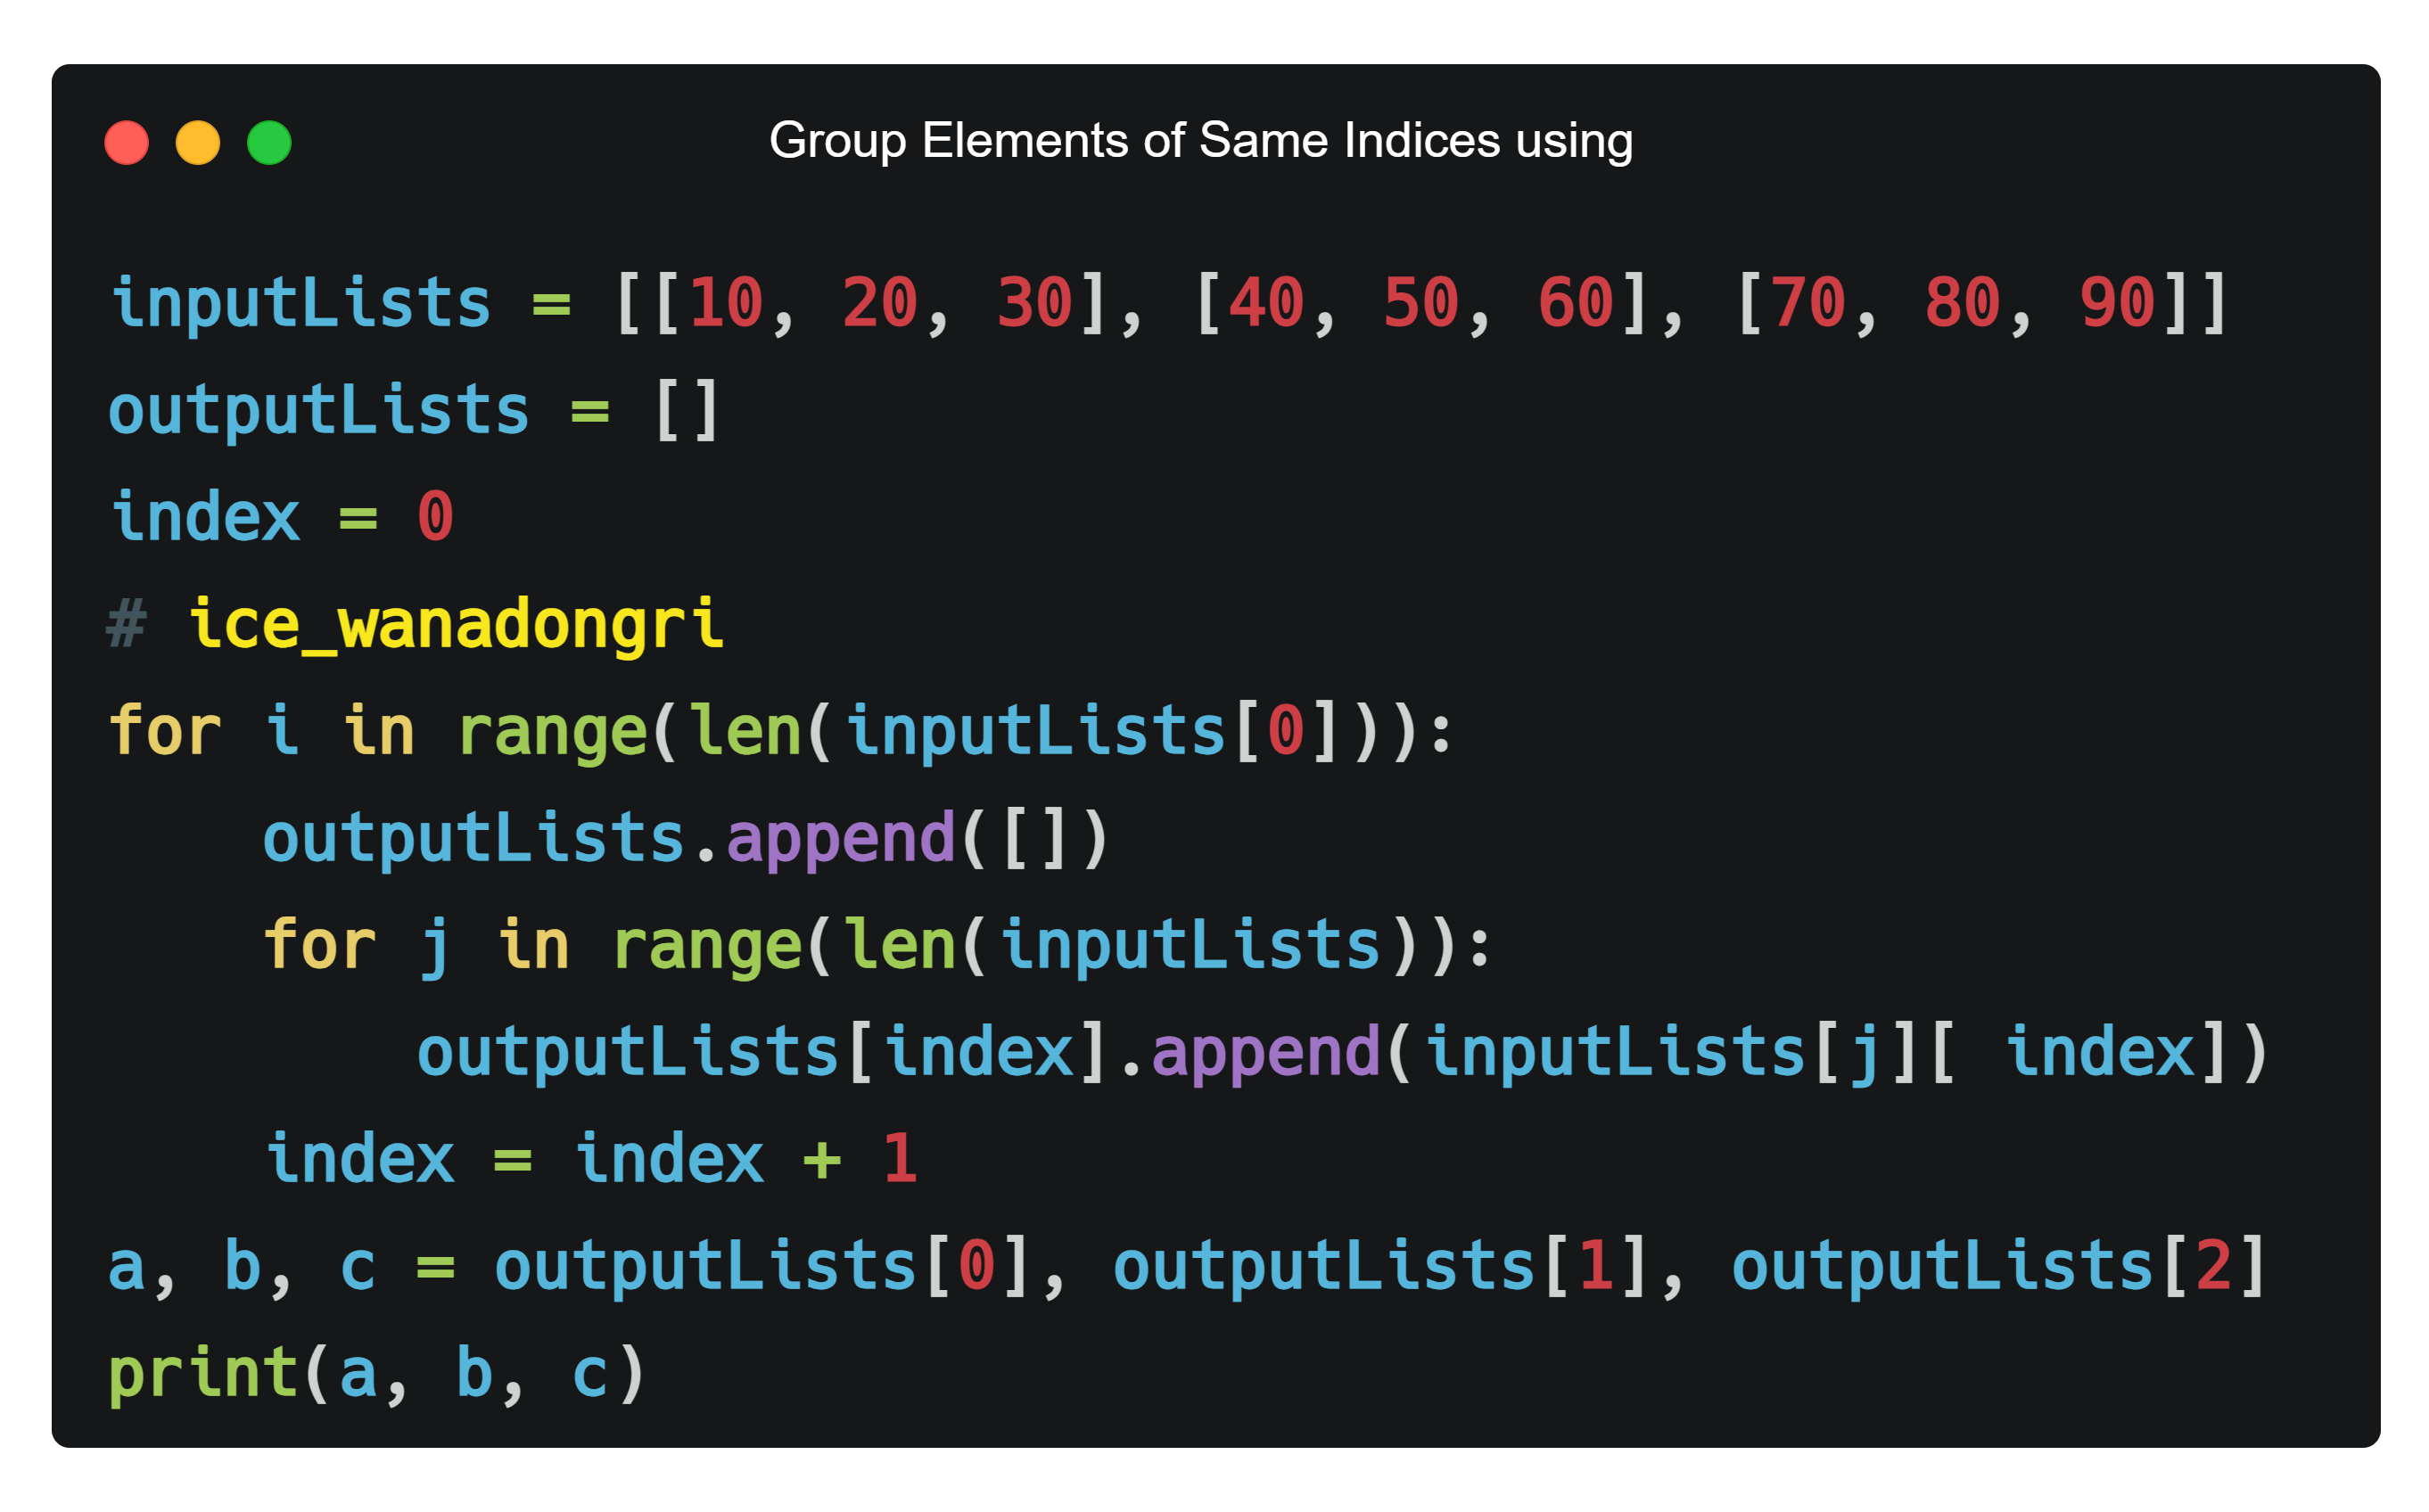 Group Elements of Same Indices using
inputLists = [[10, 20, 30], [40, 50, 60], [70, 80, 90]]
outputLists = []
index = 0
# ice_wanadongri
for i in range(len(inputLists[0])):
    outputLists.append([])
    for j in range(len(inputLists)):
        outputLists[index].append(inputLists[j][ index])
    index = index + 1
a, b, c = outputLists[0], outputLists[1], outputLists[2]
print(a, b, c)